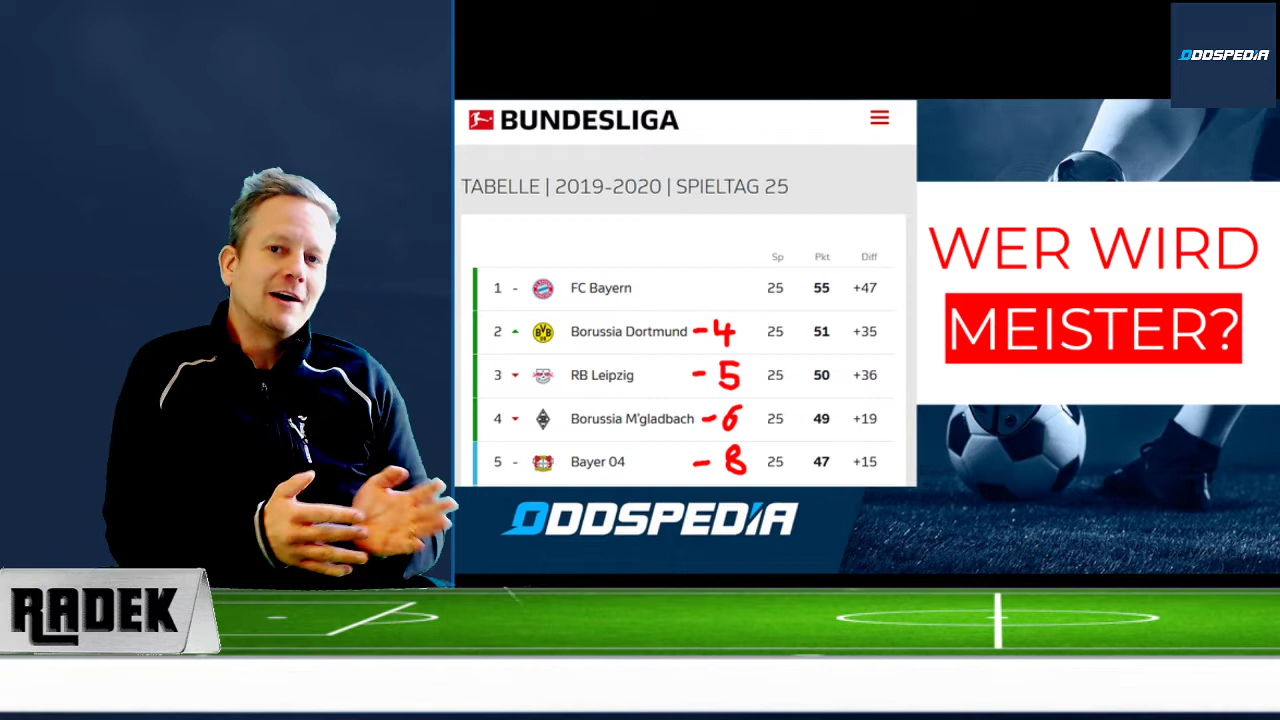 ODDSPEDIA
BUNDESLIGA
TABELLE | 2019-2020 | SPIELTAG 25
Sp Pkt Diff
1 - FC Bayern 25 55 +47
2 Borussia Dortmund -4 25 51 +35
3 RB Leipzig -5 25 50 +36
4 Borussia M'gladbach -6 25 49 +19
5 - Bayer 04 -8 25 47 +15
WER WIRD
MEISTER?
ODDSPEDIA
RADEK